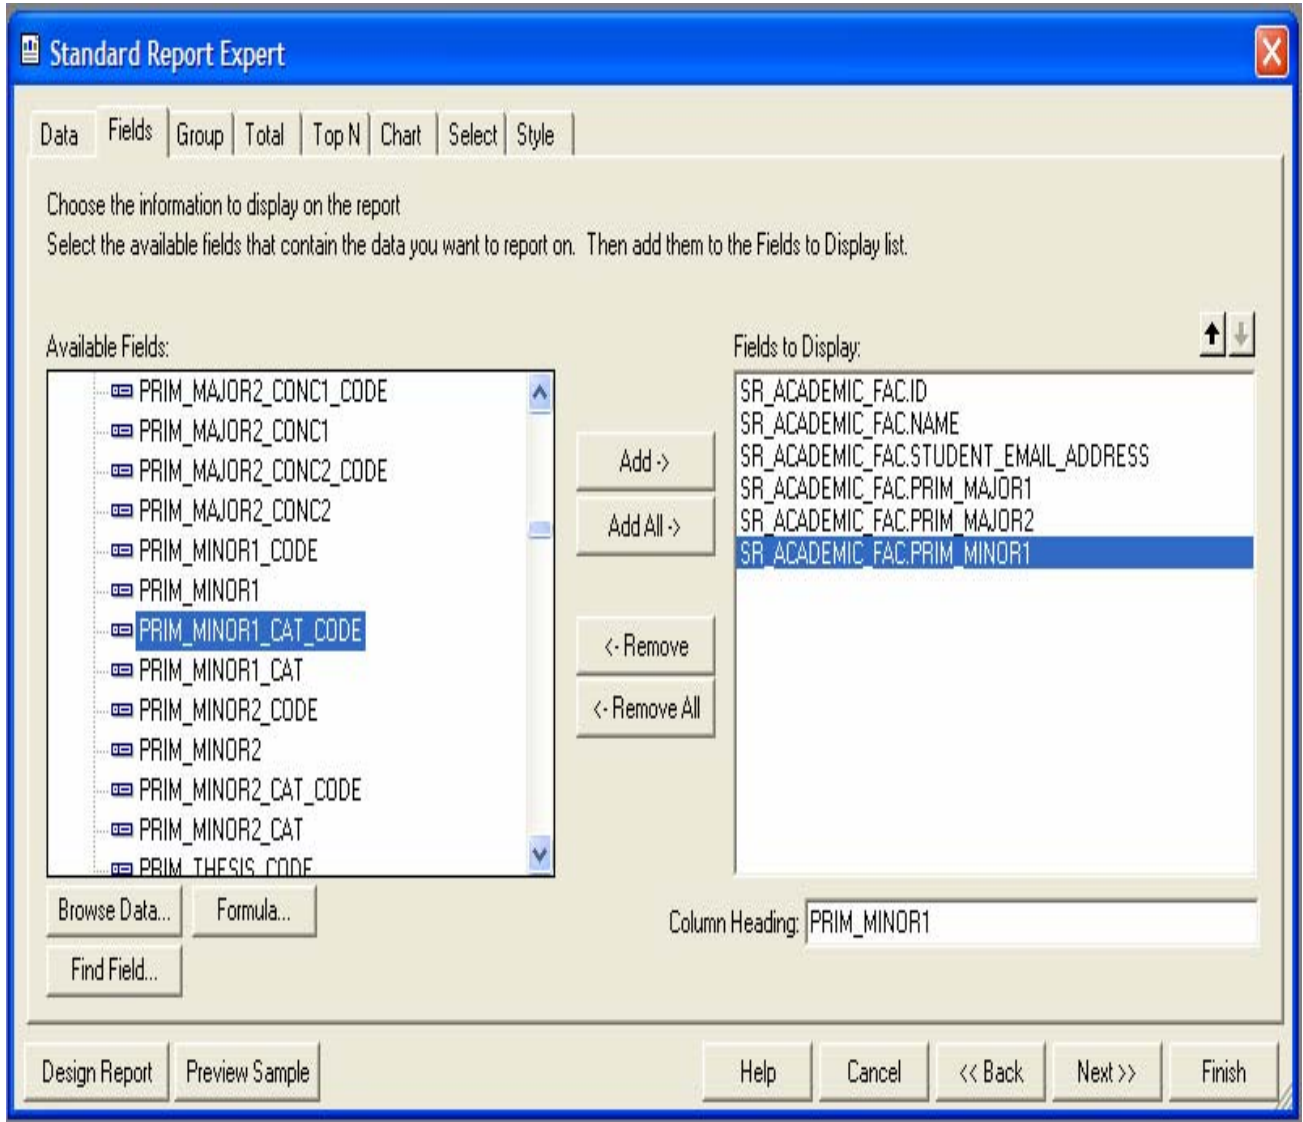 Standard Report Expert
Data Fields Group Total Top N Chart Select Style
Choose the information to display on the report
Select the available fields that contain the data you want to report on. Then add them to the Fields to Display list.
Available Fields:
PRIM_MAJOR2_CONC1_CODE
PRIM_MAJOR2_CONC1
PRIM_MAJOR2_CONC2_CODE
PRIM_MAJOR2_CONC2
PRIM_MINOR1_CODE
PRIM_MINOR1
PRIM_MINOR1_CAT_CODE
PRIM_MINOR1_CAT
PRIM_MINOR2_CODE
PRIM_MINOR2
PRIM_MINOR2_CAT_CODE
PRIM_MINOR2_CAT
PRIM_THESIS_CODE
Browse Data... Formula...
Find Field...
Add ->
Add All ->
<- Remove
<- Remove All
Fields to Display:
SR_ACADEMIC_FAC.ID
SR_ACADEMIC_FAC.NAME
SR_ACADEMIC_FAC.STUDENT_EMAIL_ADDRESS
SR_ACADEMIC_FAC.PRIM_MAJOR1
SR_ACADEMIC_FAC.PRIM_MAJOR2
SR_ACADEMIC_FAC.PRIM_MINOR1
Column Heading: PRIM_MINOR1
Design Report Preview Sample Help Cancel << Back Next >> Finish